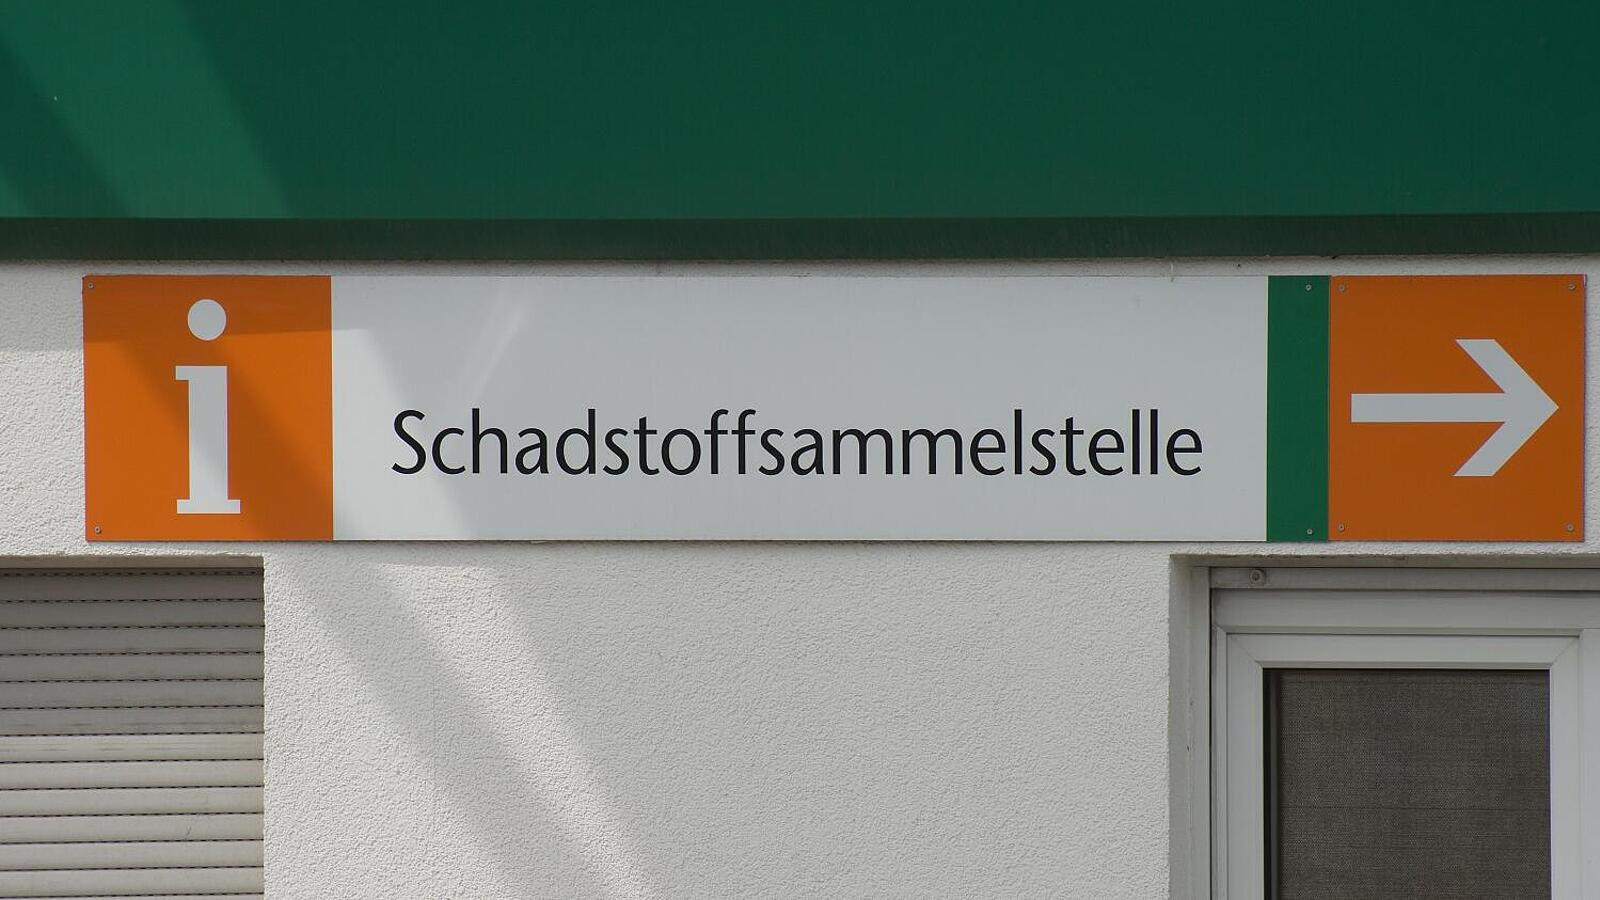 i Schadstoffsammelstelle →